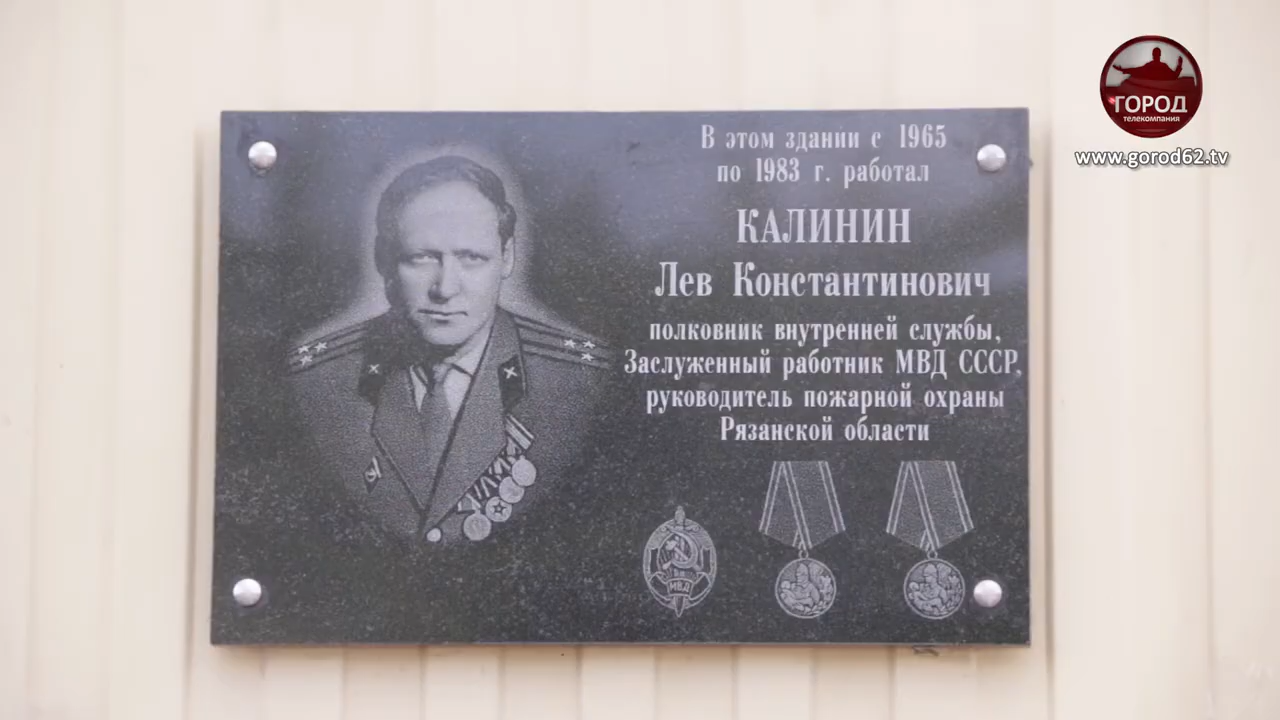 В этом здании с 1965
по 1983 г. работал
КАЛИНИН
Лев Константинович
полковник внутренней службы,
Заслуженный работник МВД СССР,
руководитель пожарной охраны
Рязанской области
МВД
ГОРОД
телекомпания
www.gorod62.tv